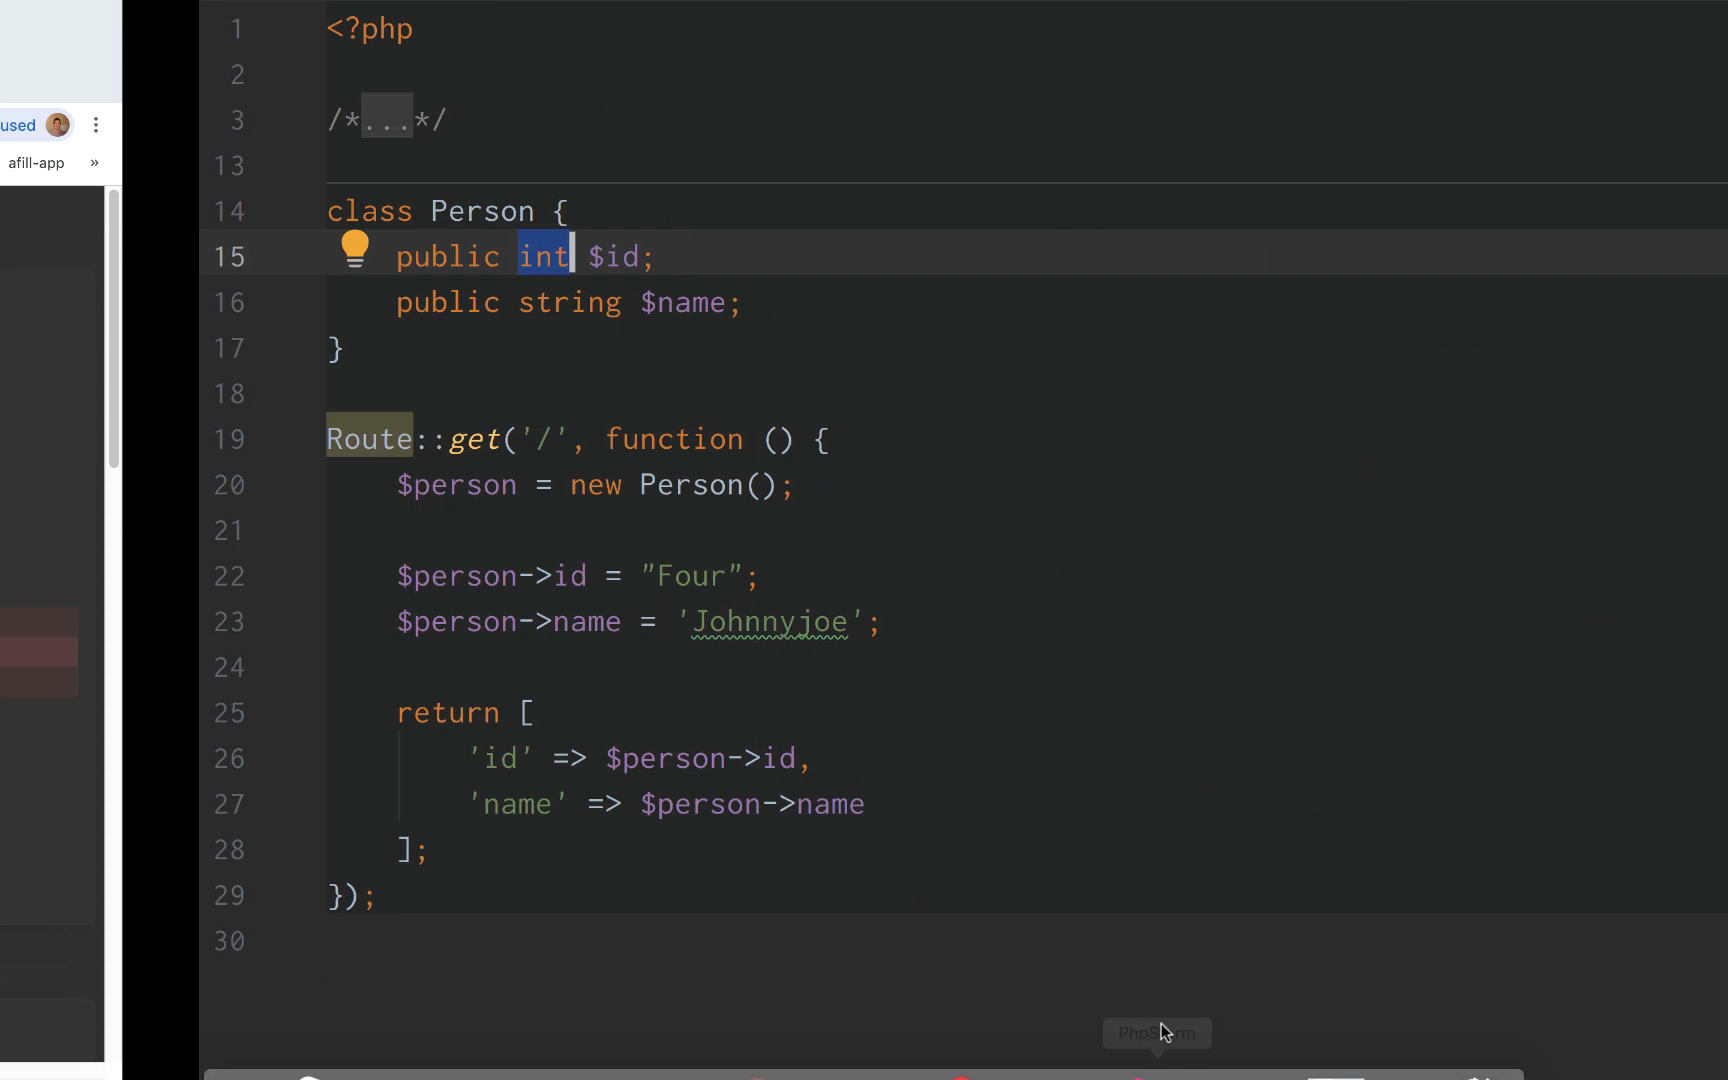 used
afill-app »
1 <?php
2
3 /*...*/
13
14 class Person {
15 public int $id;
16 public string $name;
17 }
18
19 Route::get('/', function () {
20 $person = new Person();
21
22 $person->id = "Four";
23 $person->name = 'Johnnyjoe';
24
25 return [
26 'id' => $person->id,
27 'name' => $person->name
28 ];
29 });
30
PhpStorm